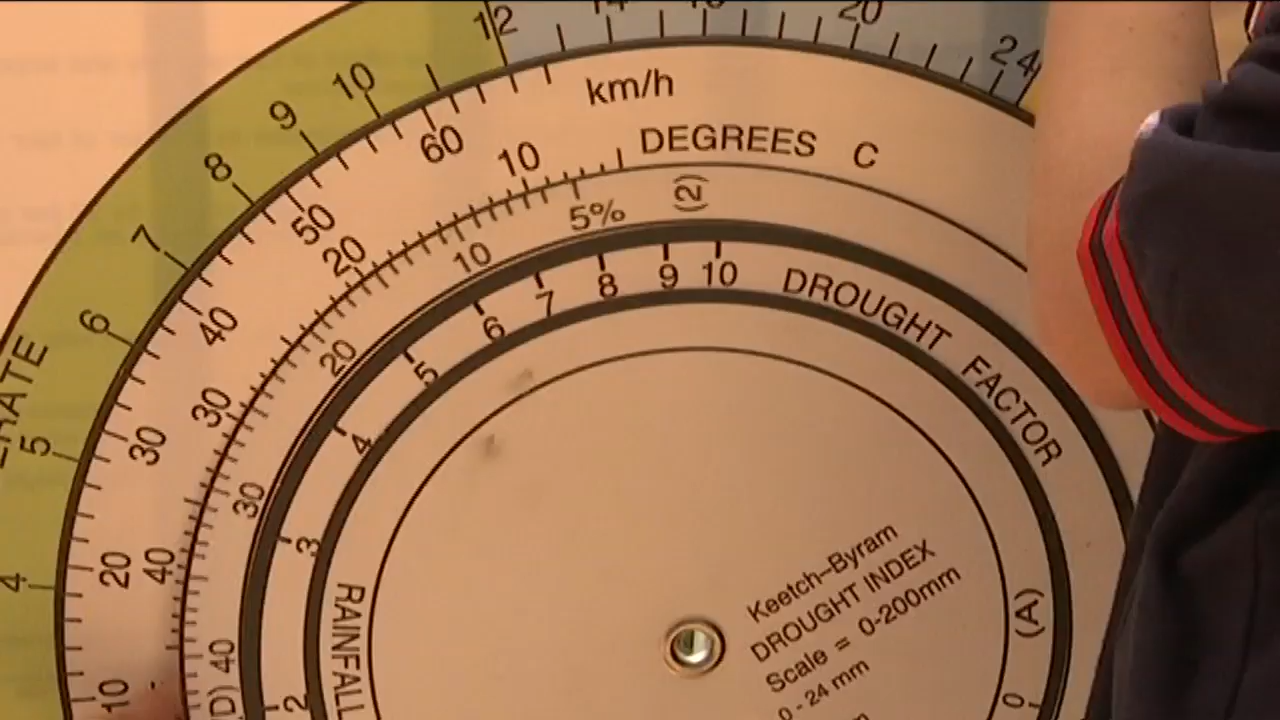 12 14 16 20 24
4 5 6 7 8 9 10
km/h
10 20 30 40 50 60
DEGREES C
10 20 30 40
(2)
5% 10 20 30 40
D)
DROUGHT FACTOR
2 3 4 5 6 7 8 9 10
(A)
0
RAINFALL
Keetch–Byram
DROUGHT INDEX
Scale = 0-200mm
0 - 24 mm